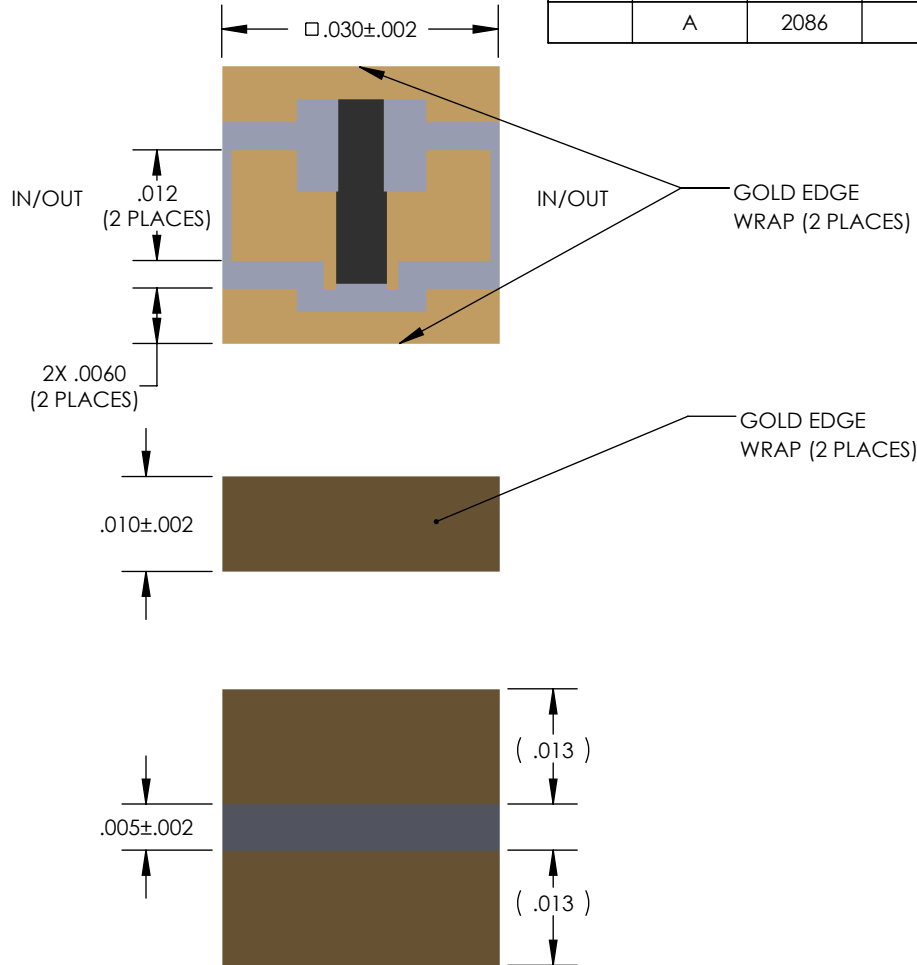 □.030±.002
A 2086
IN/OUT
.012
(2 PLACES)
IN/OUT
GOLD EDGE
WRAP (2 PLACES)
2X .0060
(2 PLACES)
GOLD EDGE
WRAP (2 PLACES)
.010±.002
( .013 )
.005±.002
( .013 )